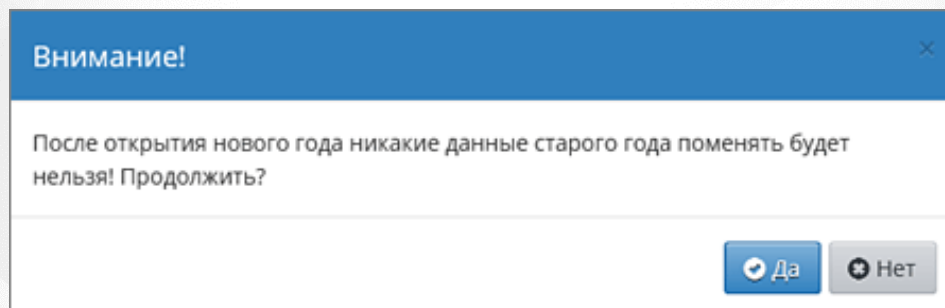 Внимание!
После открытия нового года никакие данные старого года поменять будет
нельзя! Продолжить?
Да
Нет